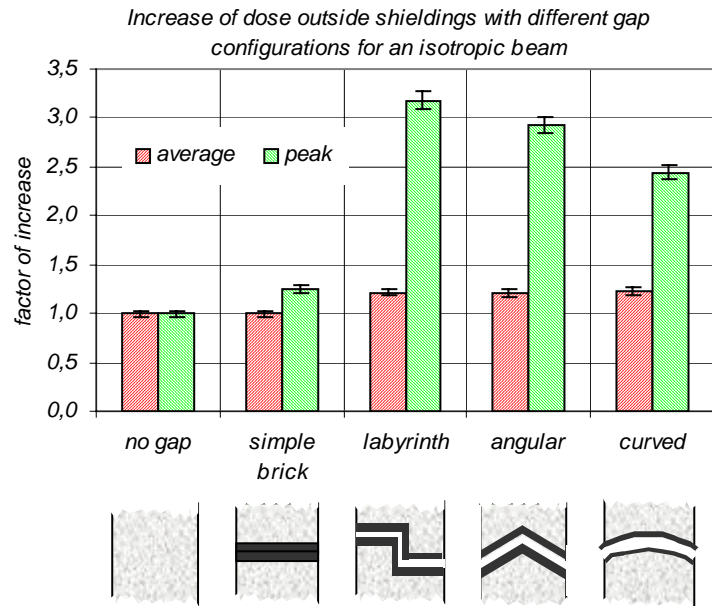 Increase of dose outside shieldings with different gap
configurations for an isotropic beam
factor of increase
3,5
3,0
2,5
2,0
1,5
1,0
0,5
0,0
average peak
no gap simple labyrinth angular curved
brick